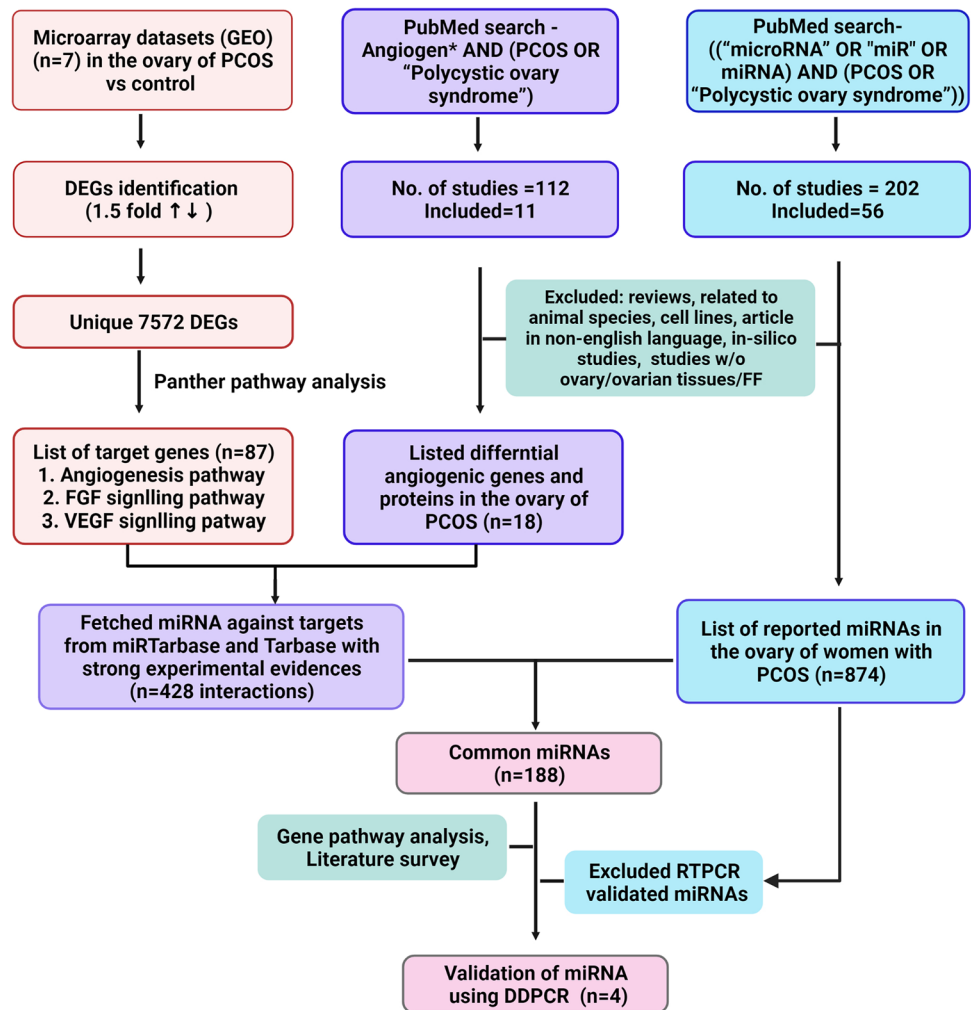 Microarray datasets (GEO)
(n=7) in the ovary of PCOS
vs control
PubMed search -
Angiogen* AND (PCOS OR
“Polycystic ovary
syndrome”)
PubMed search-
((“microRNA” OR "miR" OR
miRNA) AND (PCOS OR
“Polycystic ovary syndrome”))
DEGs identification
(1.5 fold ↑↓ )
No. of studies =112
Included=11
No. of studies = 202
Included=56
Unique 7572 DEGs
Excluded: reviews, related to
animal species, cell lines, article
in non-english language, in-silico
studies, studies w/o
ovary/ovarian tissues/FF
Panther pathway analysis
List of target genes (n=87)
1. Angiogenesis pathway
2. FGF signlling pathway
3. VEGF signlling patway
Listed differntial
angiogenic genes and
proteins in the ovary of
PCOS (n=18)
Fetched miRNA against targets
from miRTarbase and Tarbase with
strong experimental evidences
(n=428 interactions)
List of reported miRNAs in
the ovary of women with
PCOS (n=874)
Common miRNAs
(n=188)
Gene pathway analysis,
Literature survey
Excluded RTPCR
validated miRNAs
Validation of miRNA
using DDPCR (n=4)